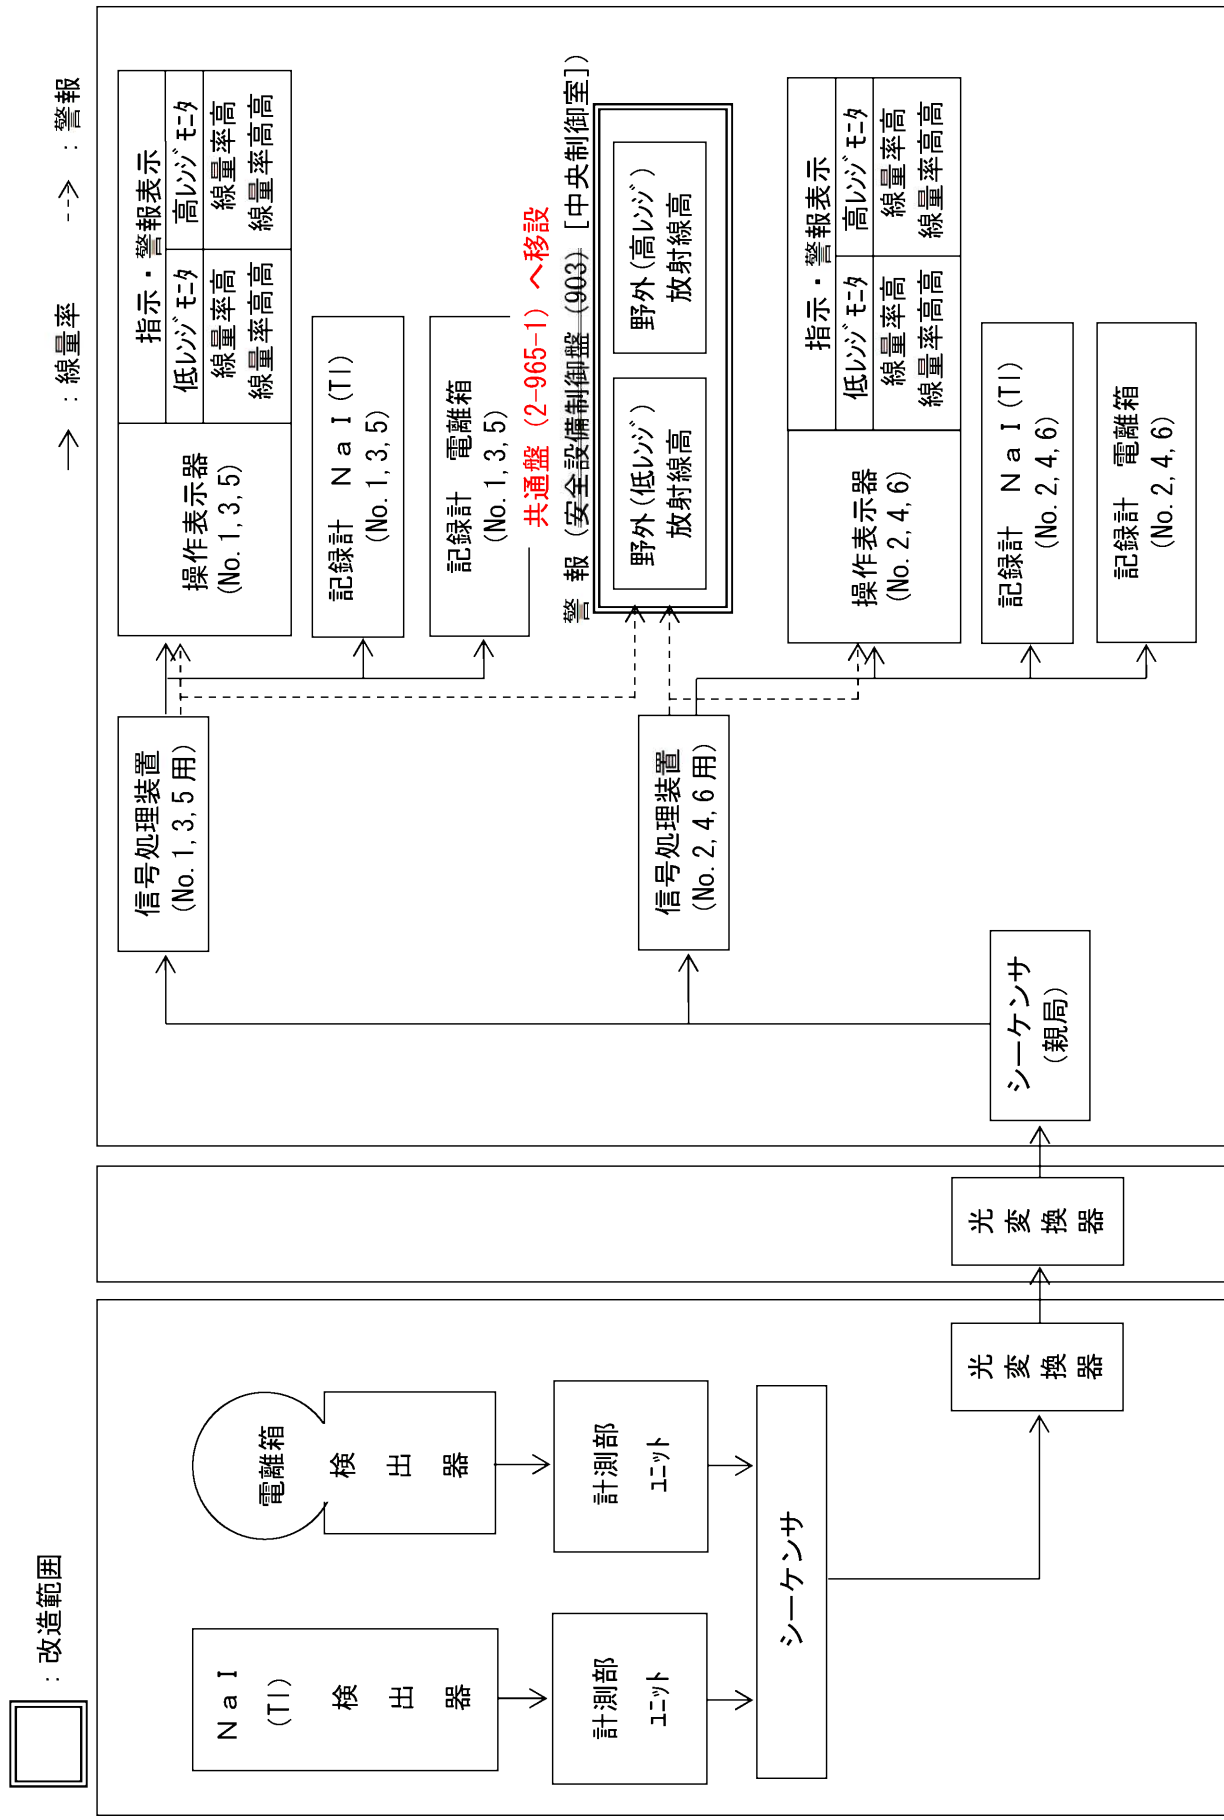 ：改造範囲
→：線量率
-->：警報
ＮａＩ
(Tl)
検出器
電離箱
検出器
計測部
ﾕﾆｯﾄ
計測部
ﾕﾆｯﾄ
シーケンサ
光変換器
光変換器
シーケンサ
(親局)
信号処理装置
(No.1,3,5用)
信号処理装置
(No.2,4,6用)
操作表示器
(No.1,3,5)
指示・警報表示
低ﾚﾝｼﾞﾓﾆﾀ
高ﾚﾝｼﾞﾓﾆﾀ
線量率高
線量率高高
線量率高
線量率高高
記録計　ＮａＩ(Tl)
(No.1,3,5)
記録計　電離箱
(No.1,3,5)
共通盤 (2-965-1) へ移設
警報 (安全設備制御盤 (903) [中央制御室])
野外(低ﾚﾝｼﾞ)
放射線高
野外(高ﾚﾝｼﾞ)
放射線高
操作表示器
(No.2,4,6)
指示・警報表示
低ﾚﾝｼﾞﾓﾆﾀ
高ﾚﾝｼﾞﾓﾆﾀ
線量率高
線量率高高
線量率高
線量率高高
記録計　ＮａＩ(Tl)
(No.2,4,6)
記録計　電離箱
(No.2,4,6)